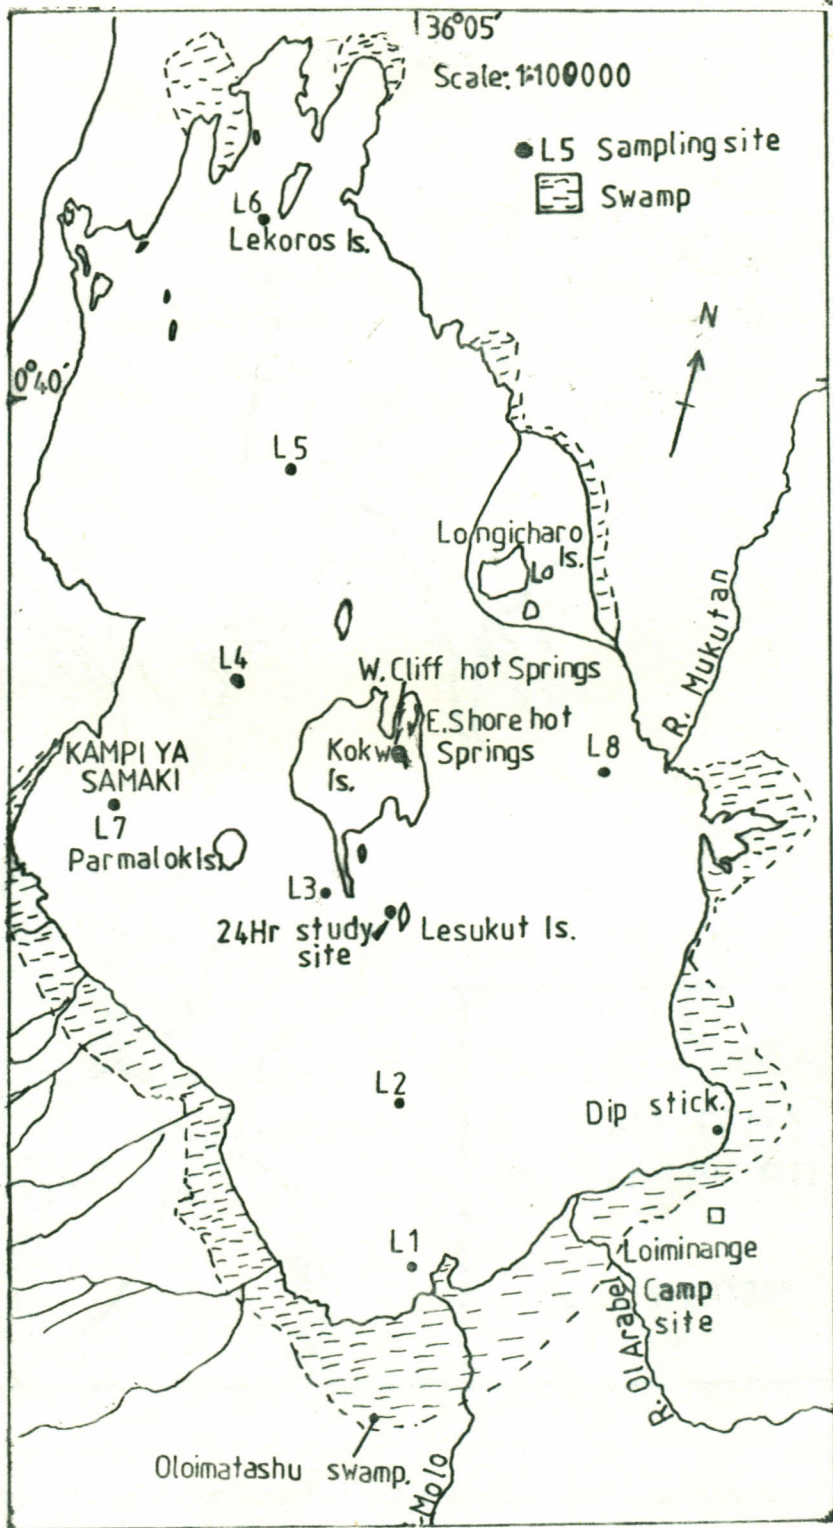 36°05′
Scale: 1:100000
L5 Sampling site
Swamp
L6
Lekoros Is.
N
0°40′
L5
Longicharo
Is.
R. Mukutan
L4
W. Cliff hot Springs
E. Shore hot
Springs
Kokwa
Is.
L8
KAMPI YA
SAMAKI
L7
Parmalok Is.
L3
24Hr study
site
Lesukut Is.
L2
Dip stick.
L1
Loiminange
Camp
site
R. Ol Arabel
Oloimatashu swamp.
Molo